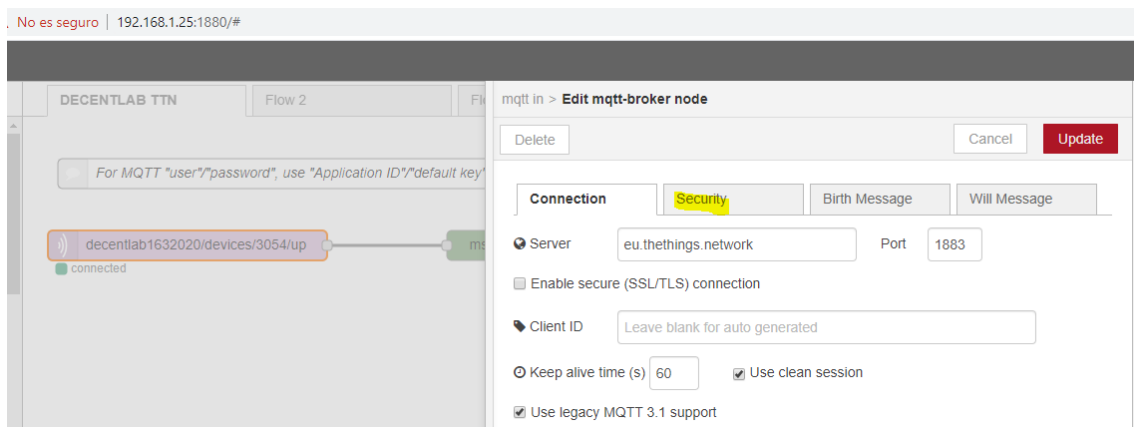 No es seguro | 192.168.1.25:1880/#
DECENTLAB TTN
Flow 2
mqtt in > Edit mqtt-broker node
Delete
Cancel
Update
For MQTT "user"/"password", use "Application ID"/"default key"
Connection
Security
Birth Message
Will Message
decentlab1632020/devices/3054/up
connected
Server eu.thethings.network Port 1883
Enable secure (SSL/TLS) connection
Client ID Leave blank for auto generated
Keep alive time (s) 60 Use clean session
Use legacy MQTT 3.1 support